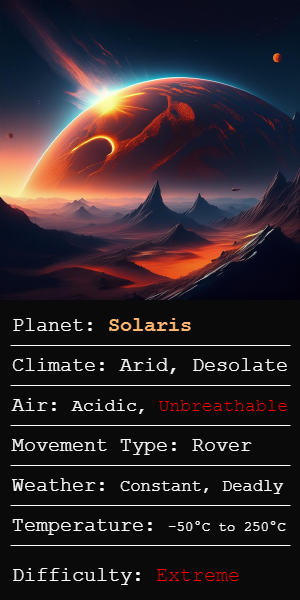 Planet: Solaris
Climate: Arid, Desolate
Air: Acidic, Unbreathable
Movement Type: Rover
Weather: Constant, Deadly
Temperature: -50°C to 250°C
Difficulty: Extreme